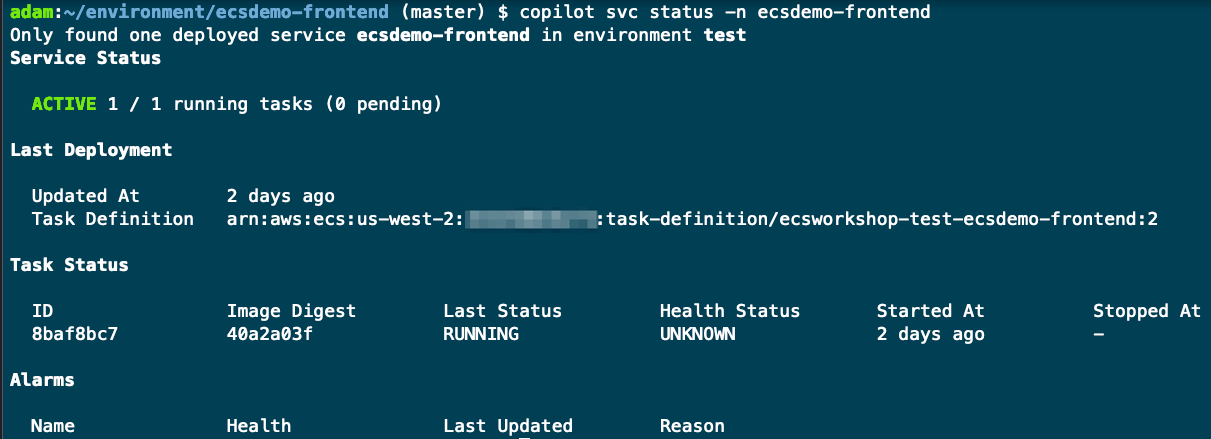 adam:~/environment/ecsdemo-frontend (master) $ copilot svc status -n ecsdemo-frontend
Only found one deployed service ecsdemo-frontend in environment test
Service Status
ACTIVE 1 / 1 running tasks (0 pending)
Last Deployment
Updated At 2 days ago
Task Definition arn:aws:ecs:us-west-2: :task-definition/ecsworkshop-test-ecsdemo-frontend:2
Task Status
ID Image Digest Last Status Health Status Started At Stopped At
8baf8bc7 40a2a03f RUNNING UNKNOWN 2 days ago -
Alarms
Name Health Last Updated Reason